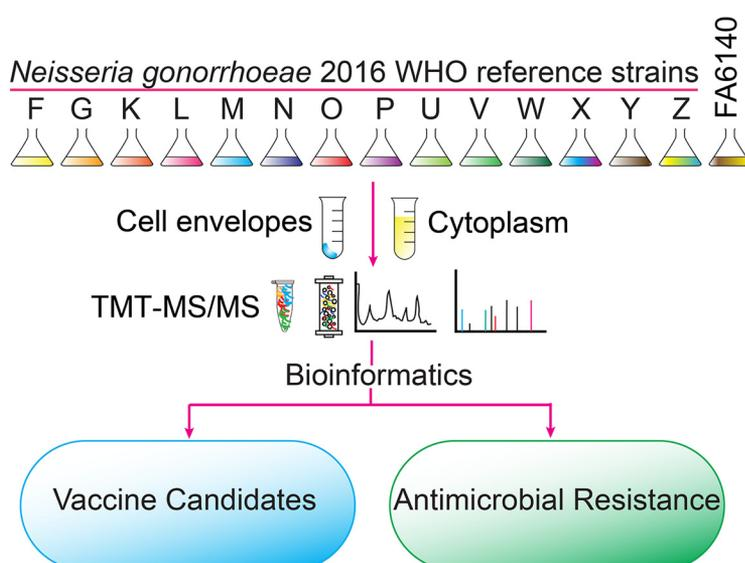 Neisseria gonorrhoeae 2016 WHO reference strains
FA6140
F G K L M N O P U V W X Y Z
Cell envelopes
Cytoplasm
TMT-MS/MS
Bioinformatics
Vaccine Candidates
Antimicrobial Resistance